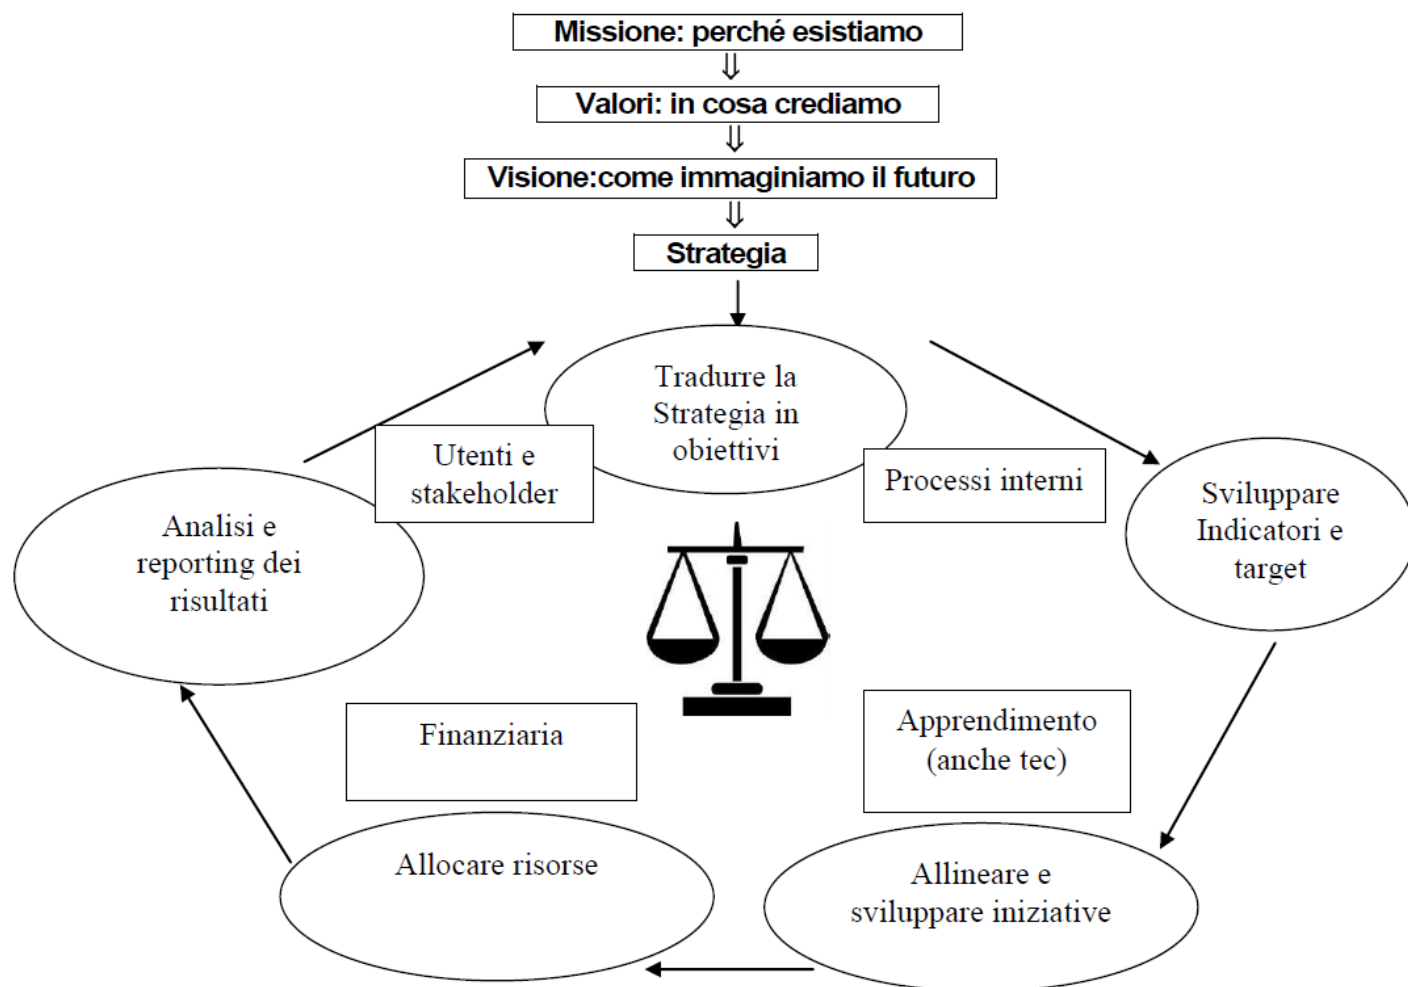 Missione: perché esistiamo
Valori: in cosa crediamo
Visione:come immaginiamo il futuro
Strategia
Tradurre la
Strategia in
obiettivi
Utenti e
stakeholder
Processi interni
Sviluppare
Indicatori e
target
Analisi e
reporting dei
risultati
Finanziaria
Apprendimento
(anche tec)
Allocare risorse
Allineare e
sviluppare iniziative